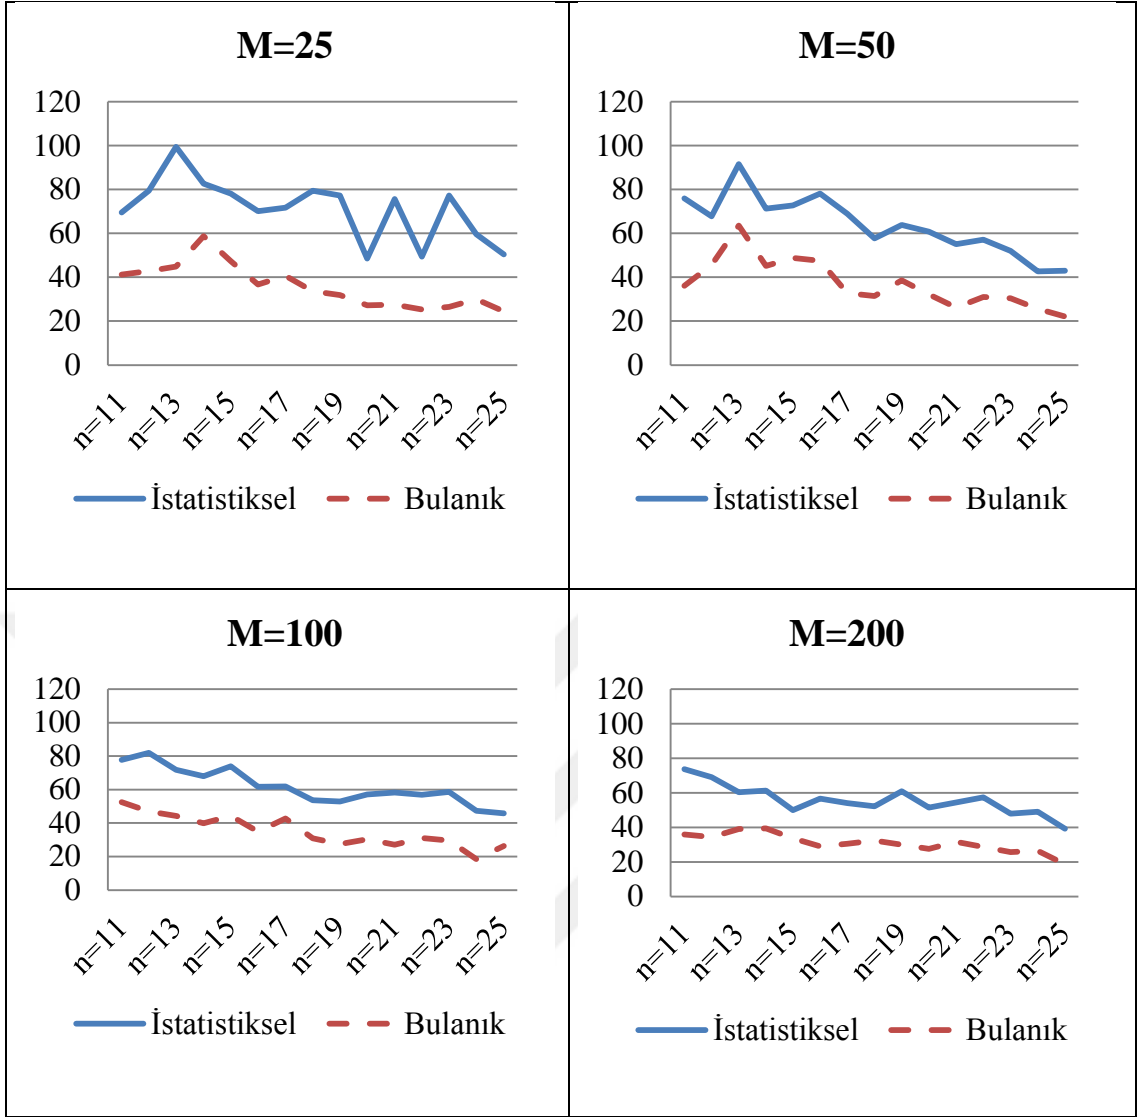 M=25
120
100
80
60
40
20
0
n=11
n=13
n=15
n=17
n=19
n=21
n=23
n=25
İstatistiksel Bulanık
M=50
120
100
80
60
40
20
0
n=11
n=13
n=15
n=17
n=19
n=21
n=23
n=25
İstatistiksel Bulanık
M=100
120
100
80
60
40
20
0
n=11
n=13
n=15
n=17
n=19
n=21
n=23
n=25
İstatistiksel Bulanık
M=200
120
100
80
60
40
20
0
n=11
n=13
n=15
n=17
n=19
n=21
n=23
n=25
İstatistiksel Bulanık